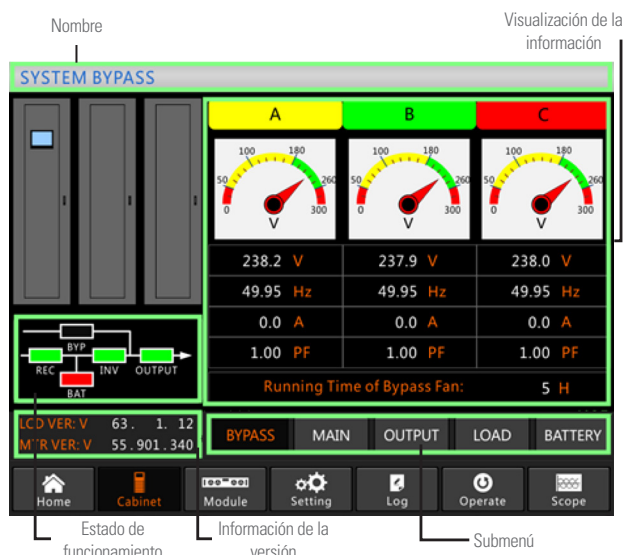 Nombre
Visualización de la
información
SYSTEM BYPASS
A B C
50 100 180 260 0 300 V
50 100 180 260 0 300 V
50 100 180 260 0 300 V
238.2 V 237.9 V 238.0 V
49.95 Hz 49.95 Hz 49.95 Hz
0.0 A 0.0 A 0.0 A
1.00 PF 1.00 PF 1.00 PF
Running Time of Bypass Fan: 5 H
BYP
REC INV OUTPUT
BAT
LCD VER: V 63. 1. 12
MTR VER: V 55.901.340
BYPASS MAIN OUTPUT LOAD BATTERY
Home Cabinet Module Setting Log Operate Scope
Estado de
funcionamiento
Información de la
versión
Submenú